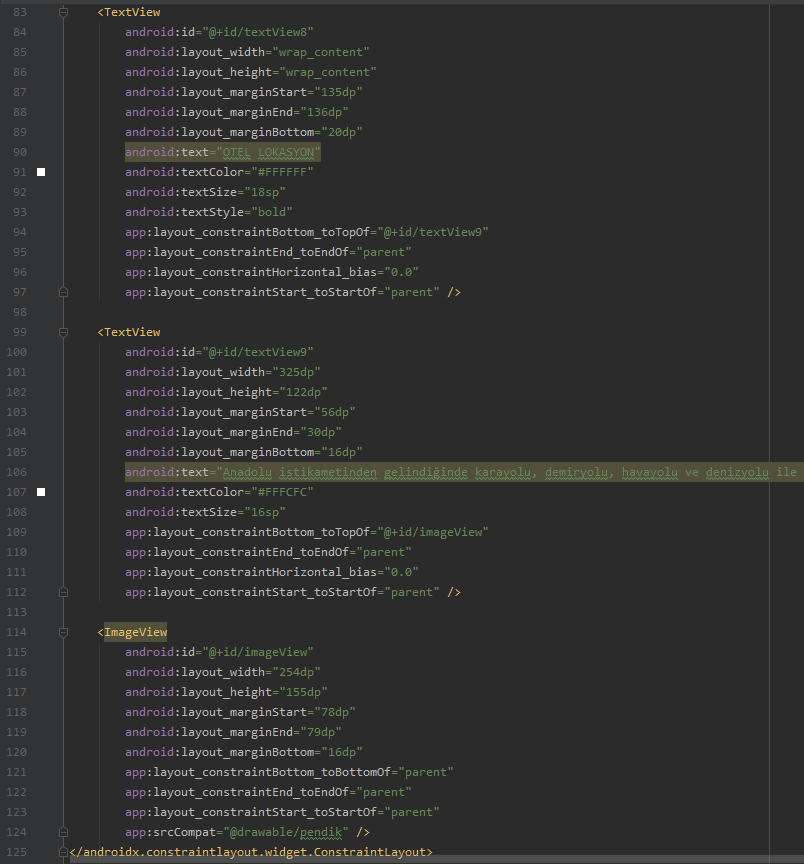 83 <TextView
84 android:id="@+id/textView8"
85 android:layout_width="wrap_content"
86 android:layout_height="wrap_content"
87 android:layout_marginStart="135dp"
88 android:layout_marginEnd="136dp"
89 android:layout_marginBottom="20dp"
90 android:text="OTEL LOKASYON"
91 android:textColor="#FFFFFF"
92 android:textSize="18sp"
93 android:textStyle="bold"
94 app:layout_constraintBottom_toTopOf="@+id/textView9"
95 app:layout_constraintEnd_toEndOf="parent"
96 app:layout_constraintHorizontal_bias="0.0"
97 app:layout_constraintStart_toStartOf="parent" />
98
99 <TextView
100 android:id="@+id/textView9"
101 android:layout_width="325dp"
102 android:layout_height="122dp"
103 android:layout_marginStart="56dp"
104 android:layout_marginEnd="30dp"
105 android:layout_marginBottom="16dp"
106 android:text="Anadolu istikametinden gelindiğinde karayolu, demiryolu, havayolu ve denizyolu ile
107 android:textColor="#FFFCFC"
108 android:textSize="16sp"
109 app:layout_constraintBottom_toTopOf="@+id/imageView"
110 app:layout_constraintEnd_toEndOf="parent"
111 app:layout_constraintHorizontal_bias="0.0"
112 app:layout_constraintStart_toStartOf="parent" />
113
114 <ImageView
115 android:id="@+id/imageView"
116 android:layout_width="254dp"
117 android:layout_height="155dp"
118 android:layout_marginStart="78dp"
119 android:layout_marginEnd="79dp"
120 android:layout_marginBottom="16dp"
121 app:layout_constraintBottom_toBottomOf="parent"
122 app:layout_constraintEnd_toEndOf="parent"
123 app:layout_constraintStart_toStartOf="parent"
124 app:srcCompat="@drawable/pendik" />
125 </androidx.constraintlayout.widget.ConstraintLayout>